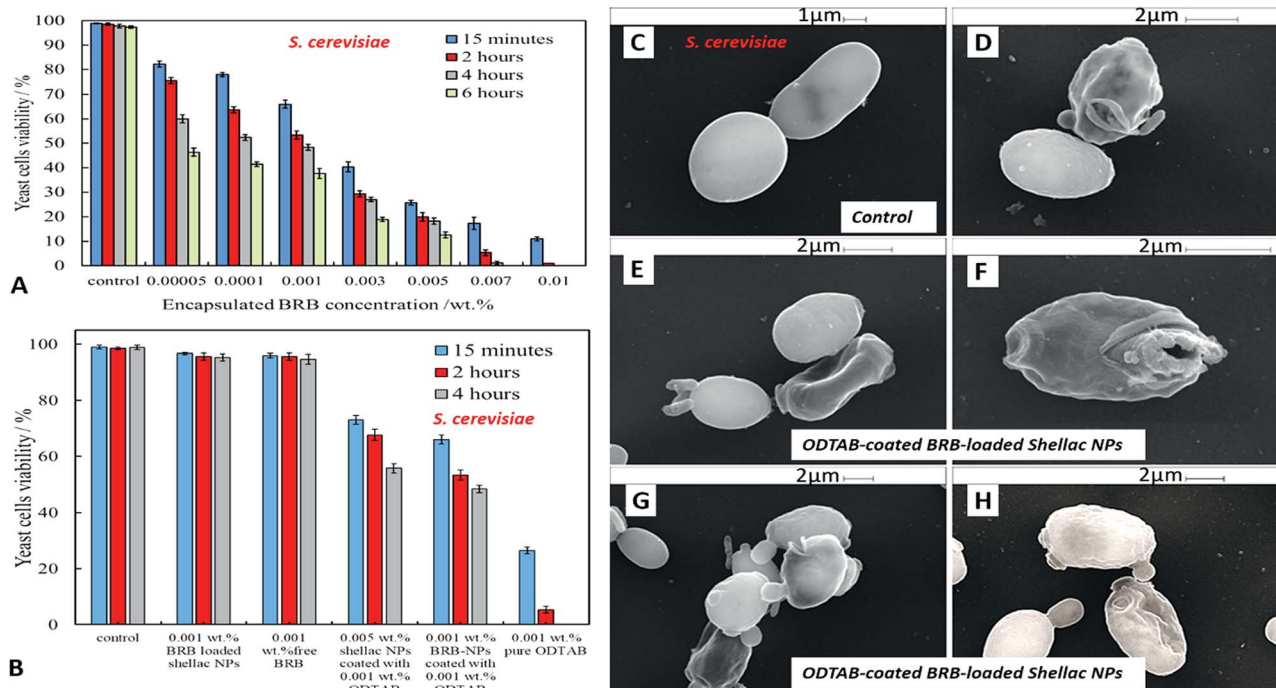 100
90
80
70
60
50
40
30
20
10
0
Yeast cells viability / %
S. cerevisiae
15 minutes
2 hours
4 hours
6 hours
control 0.00005 0.0001 0.001 0.003 0.005 0.007 0.01
Encapsulated BRB concentration /wt.%
A
100
80
60
40
20
0
Yeast cells viability / %
15 minutes
2 hours
4 hours
S. cerevisiae
control
0.001 wt.%
BRB loaded
shellac NPs
0.001
wt.%free
BRB
0.005 wt.%
shellac NPs
coated with
0.001 wt.%
ODTAB
0.001 wt.%
BRB-NPs
coated with
0.001 wt.%
ODTAB
0.001 wt.%
pure ODTAB
B
1µm
C
S. cerevisiae
Control
2µm
D
2µm
E
2µm
F
ODTAB-coated BRB-loaded Shellac NPs
2µm
G
2µm
H
ODTAB-coated BRB-loaded Shellac NPs